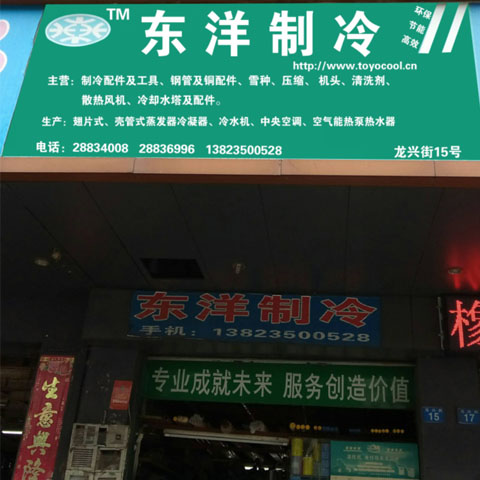 TM 东洋制冷
环保
节能
高效
http://www.toyocool.cn
主营：制冷配件及工具、钢管及铜配件、雪种、压缩、机头、清洗剂、
散热风机、冷却水塔及配件。
生产：翅片式、壳管式蒸发器冷凝器、冷水机、中央空调、空气能热泵热水器
电话：28834008 28836996 13823500528
龙兴街15号
东洋制冷
手机：13823500528
橡
专业成就未来 服务创造价值
15
17
生意興隆